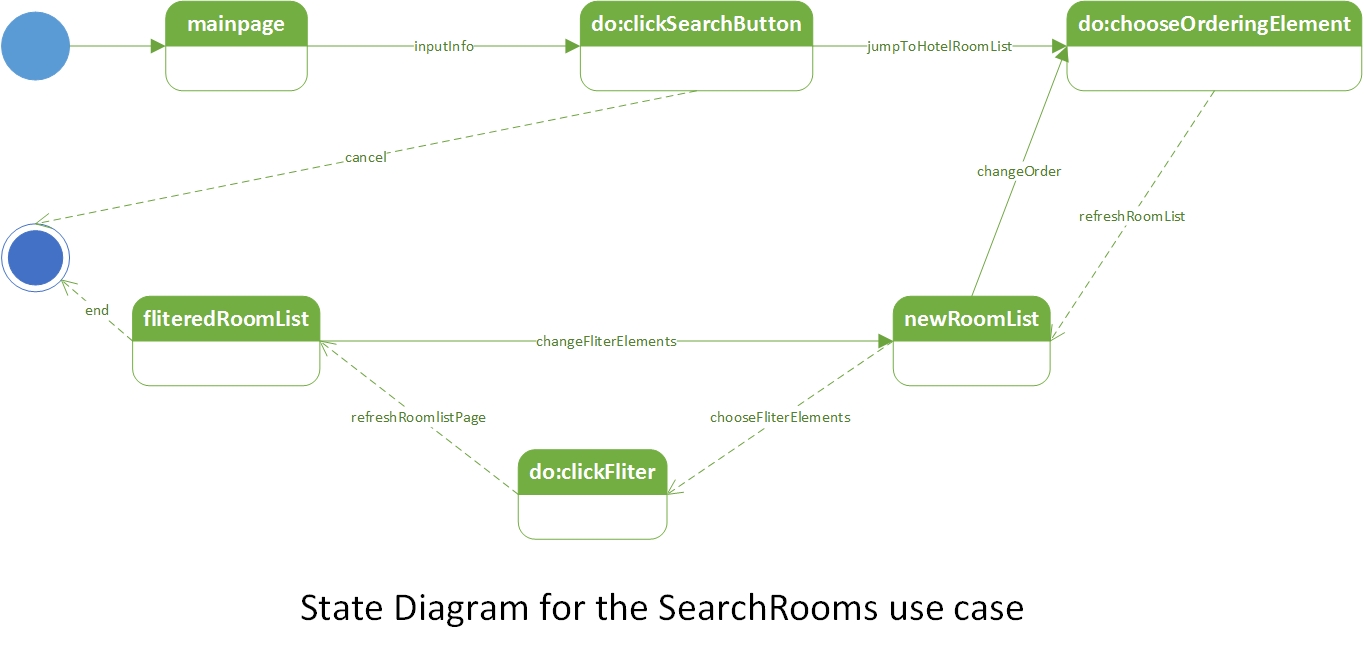 mainpage
inputInfo
do:clickSearchButton
jumpToHotelRoomList
do:chooseOrderingElement
cancel
changeOrder
refreshRoomList
end
fliteredRoomList
changeFliterElements
newRoomList
refreshRoomlistPage
chooseFliterElements
do:clickFliter
State Diagram for the SearchRooms use case